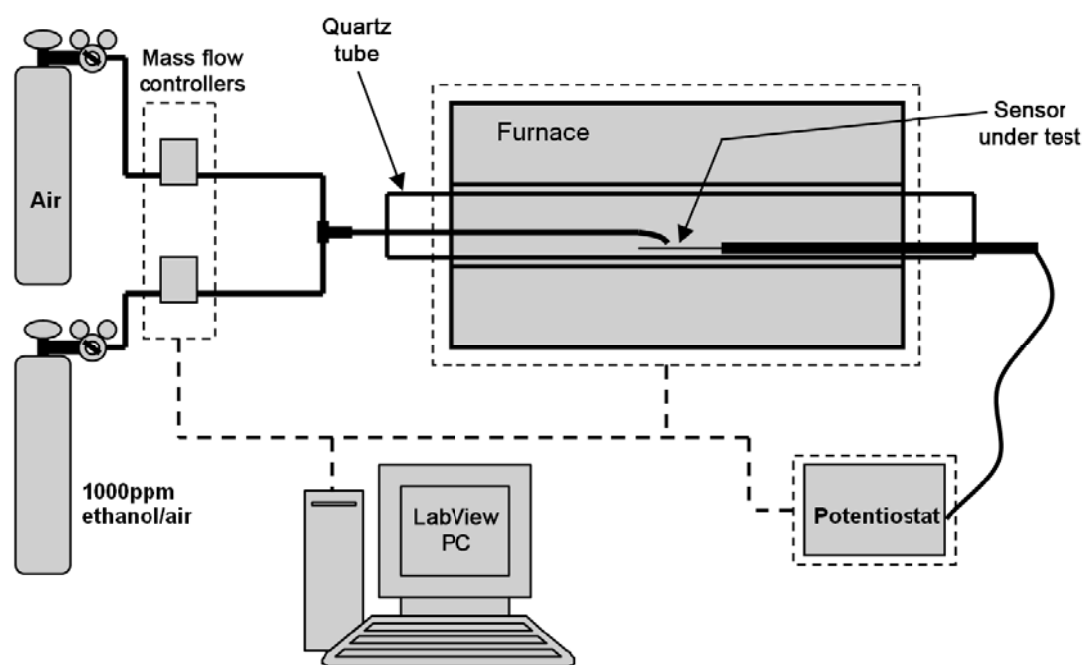 Quartz
tube
Mass flow
controllers
Sensor
under test
Furnace
Air
1000ppm
ethanol/air
LabView
PC
Potentiostat